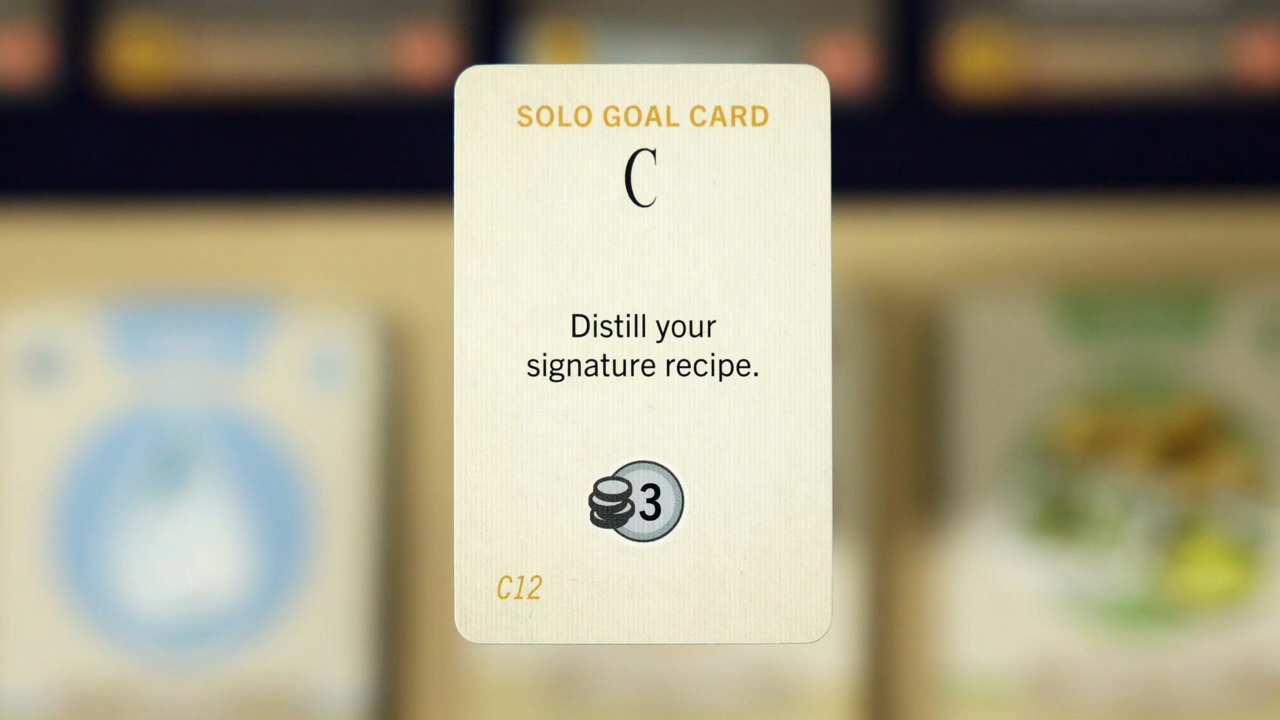 SOLO GOAL CARD
C
Distill your
signature recipe.
3
C12